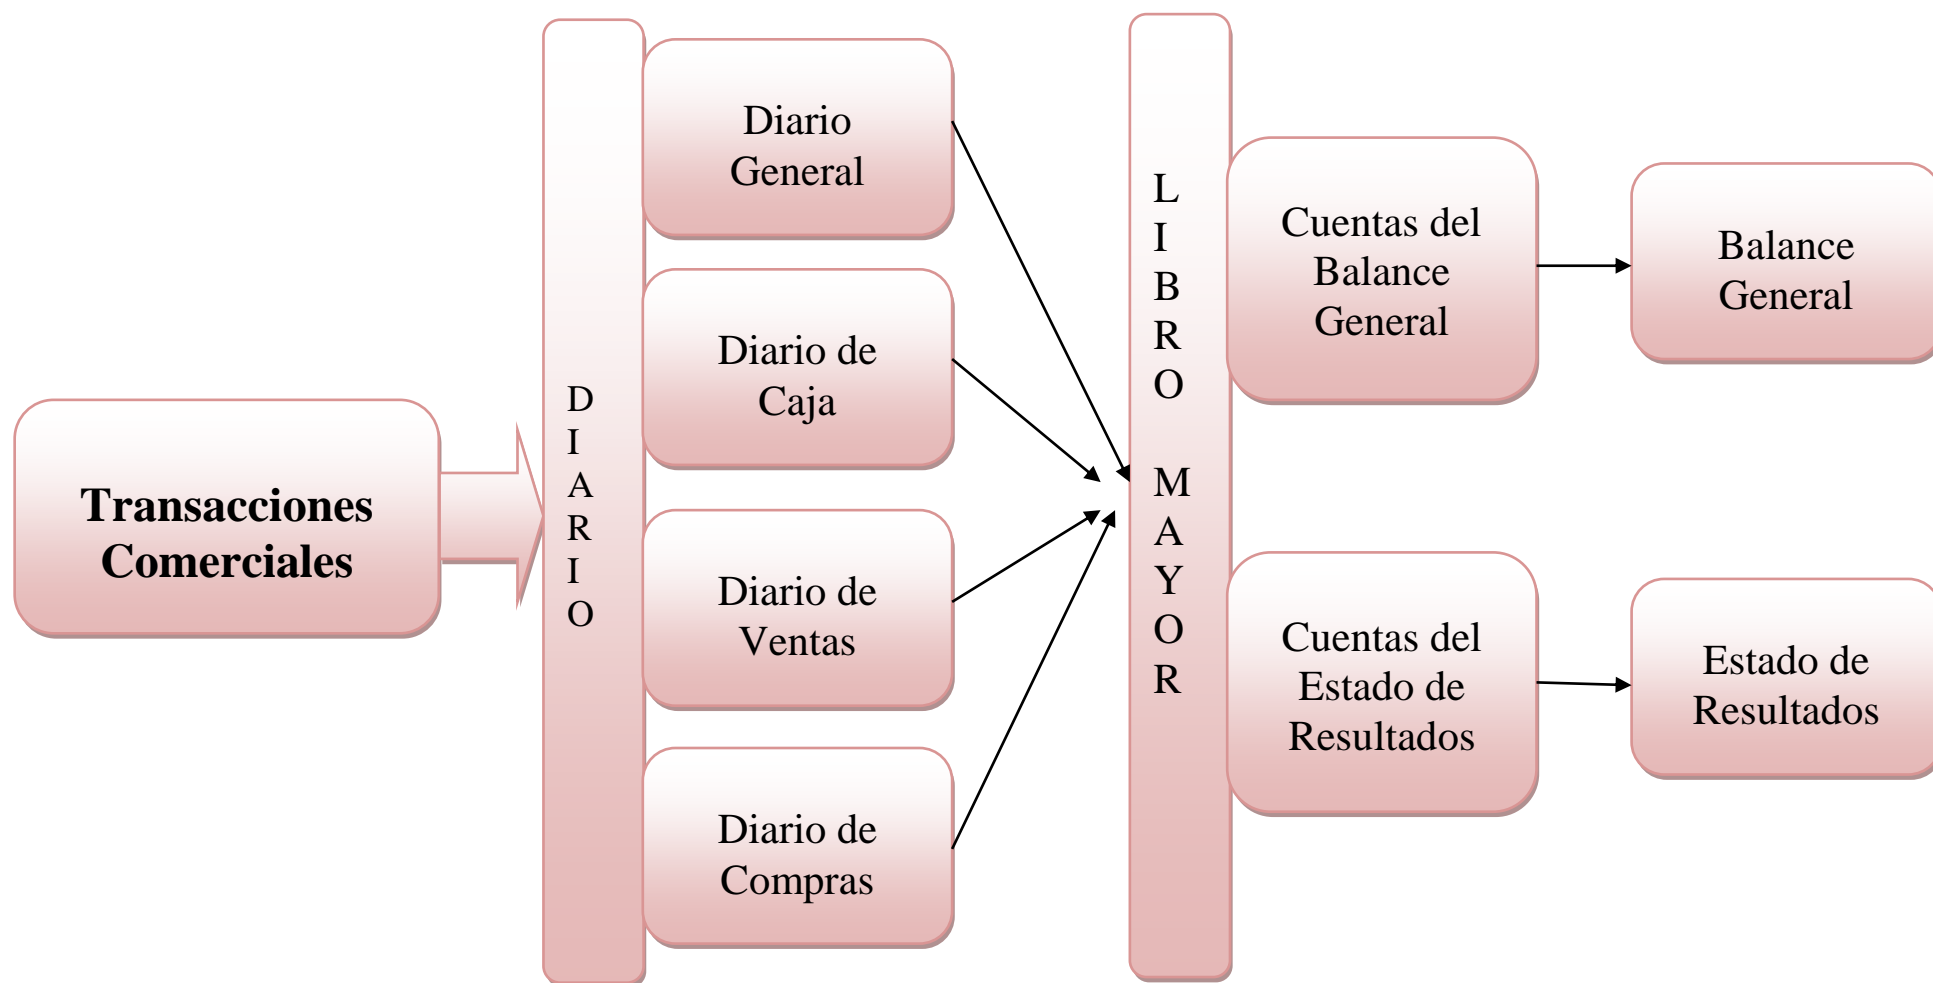 Transacciones
Comerciales
D
I
A
R
I
O
Diario
General
Diario de
Caja
Diario de
Ventas
Diario de
Compras
L
I
B
R
O
M
A
Y
O
R
Cuentas del
Balance
General
Cuentas del
Estado de
Resultados
Balance
General
Estado de
Resultados